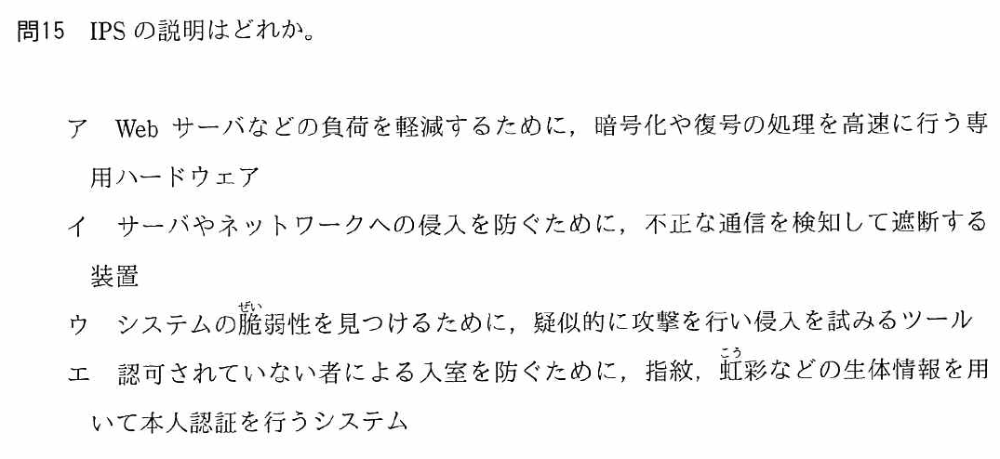 問15 IPS の説明はどれか。
ア Web サーバなどの負荷を軽減するために，暗号化や復号の処理を高速に行う専
用ハードウェア
イ サーバやネットワークへの侵入を防ぐために，不正な通信を検知して遮断する
装置
ぜい
ウ システムの脆弱性を見つけるために，疑似的に攻撃を行い侵入を試みるツール
こう
エ 認可されていない者による入室を防ぐために，指紋，虹彩などの生体情報を用
いて本人認証を行うシステム